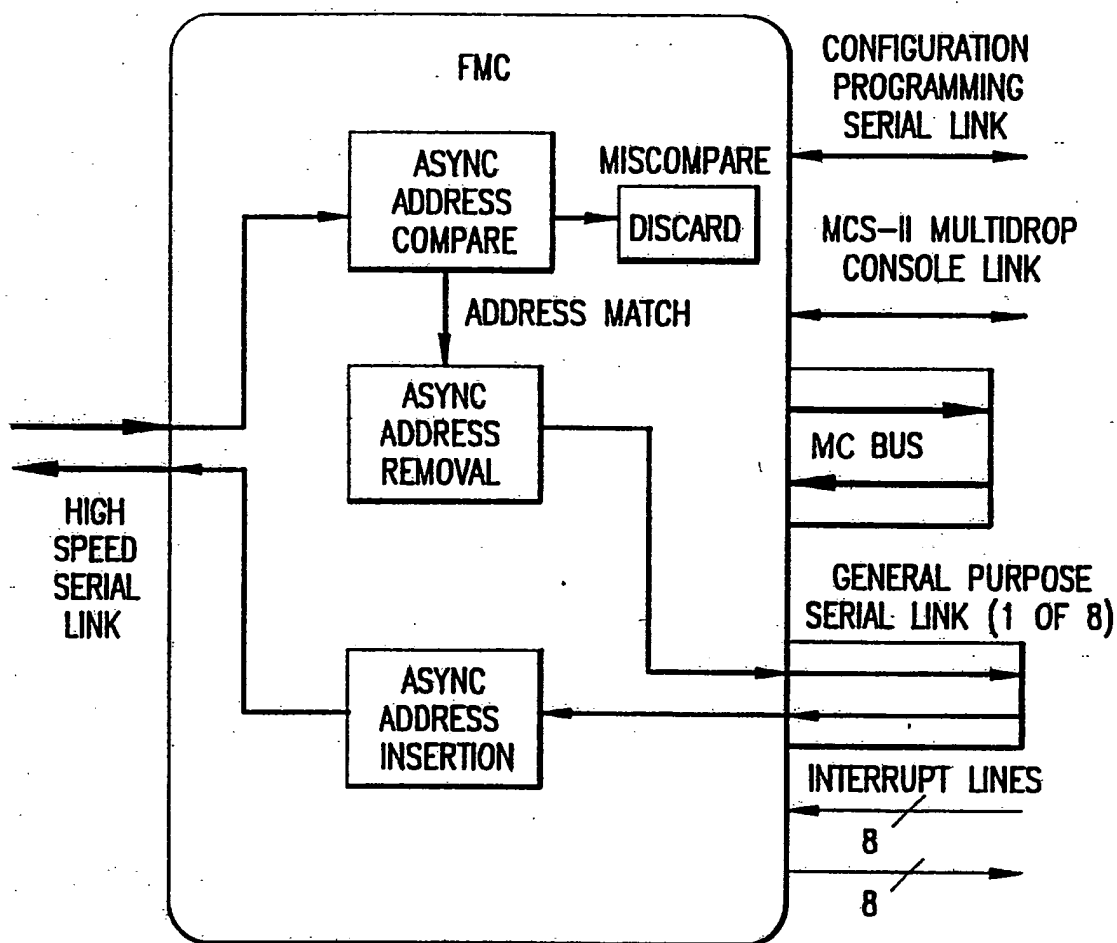 FMC
CONFIGURATION
PROGRAMMING
SERIAL LINK
ASYNC
ADDRESS
COMPARE
MISCOMPARE
DISCARD
MCS-II MULTIDROP
CONSOLE LINK
ADDRESS MATCH
ASYNC
ADDRESS
REMOVAL
MC BUS
HIGH
SPEED
SERIAL
LINK
GENERAL PURPOSE
SERIAL LINK (1 OF 8)
ASYNC
ADDRESS
INSERTION
INTERRUPT LINES
8
8